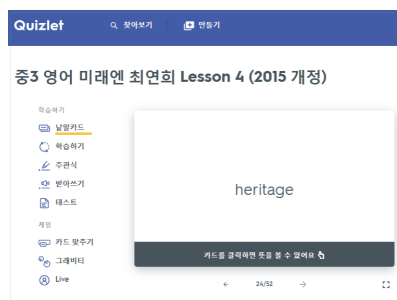 Quizlet
찾아보기
만들기
중3 영어 미래엔 최연희 Lesson 4 (2015 개정)
학습하기
낱말카드
학습하기
주관식
받아쓰기
테스트
게임
카드 맞추기
그래비티
Live
heritage
카드를 클릭하면 뜻을 볼 수 있어요
24/52